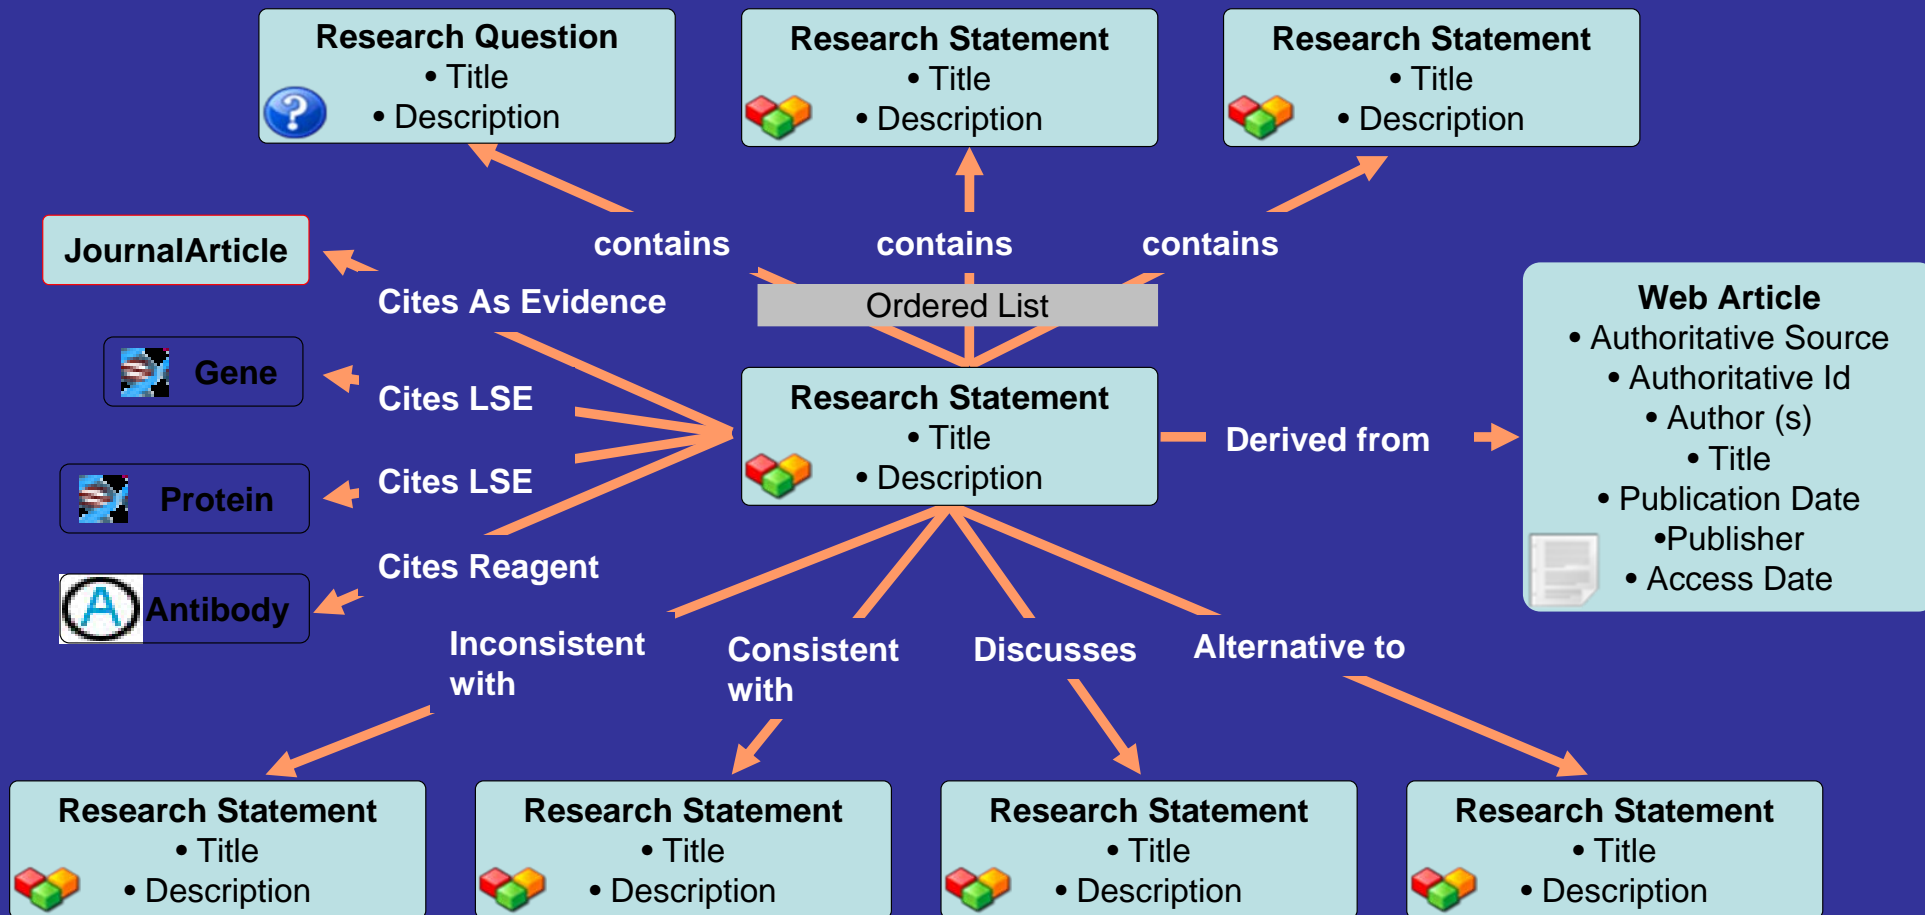 Research Question
• Title
• Description
Research Statement
• Title
• Description
Research Statement
• Title
• Description
contains
contains
contains
JournalArticle
Cites As Evidence
Ordered List
Gene
Cites LSE
Research Statement
• Title
• Description
Derived from
Web Article
• Authoritative Source
• Authoritative Id
• Author (s)
• Title
• Publication Date
•Publisher
• Access Date
Protein
Cites LSE
A
Antibody
Cites Reagent
Inconsistent
with
Consistent
with
Discusses
Alternative to
Research Statement
• Title
• Description
Research Statement
• Title
• Description
Research Statement
• Title
• Description
Research Statement
• Title
• Description